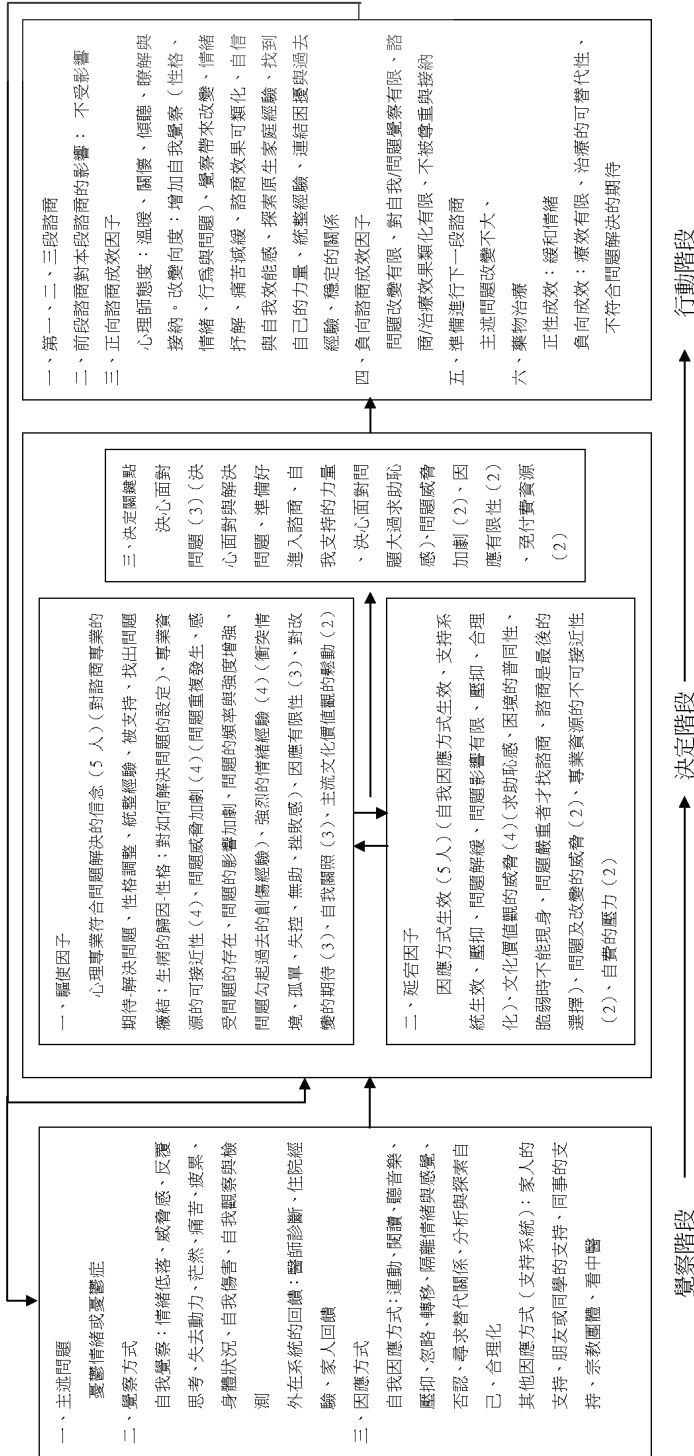 一、主述問題
憂鬱情緒或憂鬱症
二、覺察方式
自我覺察：情緒低落、威脅感、反覆
思考、失去動力、茫然、痛苦、疲累、
身體狀況、自我傷害、自我觀察與檢
測
外在系統的回饋：醫師診斷、住院經
驗、家人回饋
三、因應方式
自我因應方式：運動、閱讀、聽音樂、
壓抑、忽略、轉移、隔離情緒與感覺、
否認、尋求替代關係、分析與探索自
己、合理化
其他因應方式（支持系統）：家人的
支持、朋友或同學的支持、同事的支
持、宗教團體、看中醫
一、驅使因子
心理專業符合問題解決的信念（5 人）（對諮商專業的
期待-解決問題、性格調整、統整經驗、被支持、找出問題
癥結；生病的歸因-性格；對如何解決問題的設定）、專業資
源的可接近性（4）、問題威脅加劇（4）（問題重複發生、感
受問題的存在、問題的影響加劇、問題的頻率與強度增強、
問題勾起過去的創傷經驗）、強烈的情緒經驗（4）（衝突情
境、孤單、失控、無助、挫敗感）、因應有限性（3）、對改
變的期待（3）、自我關照（3）、主流文化價值觀的鬆動（2）
二、延宕因子
因應方式生效（5人）（自我因應方式生效、支持系
統生效、壓抑、問題解緩、問題影響有限、壓抑、合理
化）、文化價值觀的威脅（4）（求助恥感、困境的普同性、
脆弱時不能現身、問題嚴重者才找諮商、諮商是最後的
選擇）、問題及改變的威脅（2）、專業資源的不可接近性
（2）、自費的壓力（2）
三、決定關鍵點
決心面對
問題（3）（決
心面對與解決
問題、準備好
進入諮商、自
我支持的力量
、決心面對問
題大過求助恥
感）、問題威脅
加劇（2）、因
應有限性（2）
、免付費資源
（2）
一、第一、二、三段諮商
二、前段諮商對本段諮商的影響： 不受影響
三、正向諮商成效因子
心理師態度：溫暖、關懷、傾聽、瞭解與
接納。改變向度：增加自我覺察（性格、
情緒、行為與問題）、覺察帶來改變、情緒
抒解、痛苦減緩、諮商效果可類化、自信
與自我效能感、探索原生家庭經驗、找到
自己的力量、統整經驗、連結困擾與過去
經驗、穩定的關係
四、負向諮商成效因子
問題改變有限、對自我/問題覺察有限、諮
商/治療效果類化有限、不被尊重與接納
五、準備進行下一段諮商
主述問題改變不大、
六、藥物治療
正性成效：緩和情緒
負向成效：療效有限、治療的可替代性、
不符合問題解決的期待
覺察階段
決定階段
行動階段